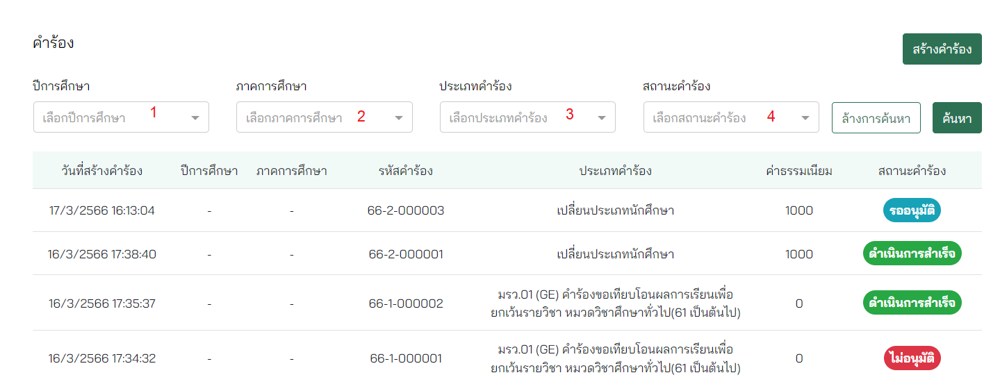 คำร้อง
สร้างคำร้อง
ปีการศึกษา ภาคการศึกษา ประเภทคำร้อง สถานะคำร้อง
เลือกปีการศึกษา 1 เลือกภาคการศึกษา 2 เลือกประเภทคำร้อง 3 เลือกสถานะคำร้อง 4 ล้างการค้นหา ค้นหา
วันที่สร้างคำร้อง ปีการศึกษา ภาคการศึกษา รหัสคำร้อง ประเภทคำร้อง ค่าธรรมเนียม สถานะคำร้อง
17/3/2566 16:13:04 - - 66-2-000003 เปลี่ยนประเภทนักศึกษา 1000 รออนุมัติ
16/3/2566 17:38:40 - - 66-2-000001 เปลี่ยนประเภทนักศึกษา 1000 ดำเนินการสำเร็จ
16/3/2566 17:35:37 - - 66-1-000002 มรว.01 (GE) คำร้องขอเทียบโอนผลการเรียนเพื่อ
ยกเว้นรายวิชา หมวดวิชาศึกษาทั่วไป(61 เป็นต้นไป) 0 ดำเนินการสำเร็จ
16/3/2566 17:34:32 - - 66-1-000001 มรว.01 (GE) คำร้องขอเทียบโอนผลการเรียนเพื่อ
ยกเว้นรายวิชา หมวดวิชาศึกษาทั่วไป(61 เป็นต้นไป) 0 ไม่อนุมัติ